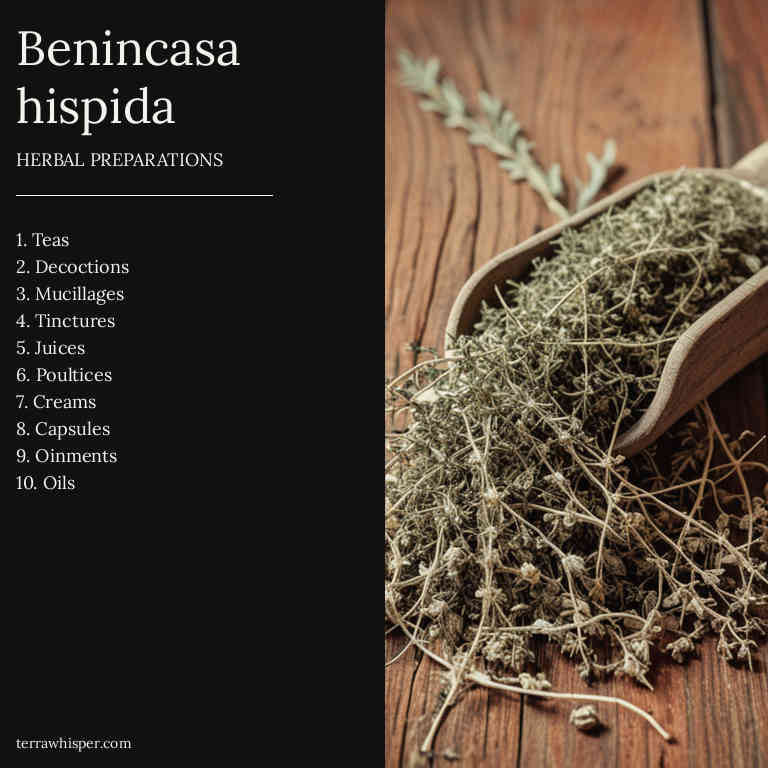 Benincasa
hispida
HERBAL PREPARATIONS
1. Teas
2. Decoctions
3. Mucillages
4. Tinctures
5. Juices
6. Poultices
7. Creams
8. Capsules
9. Oinments
10. Oils
terrawhisper.com